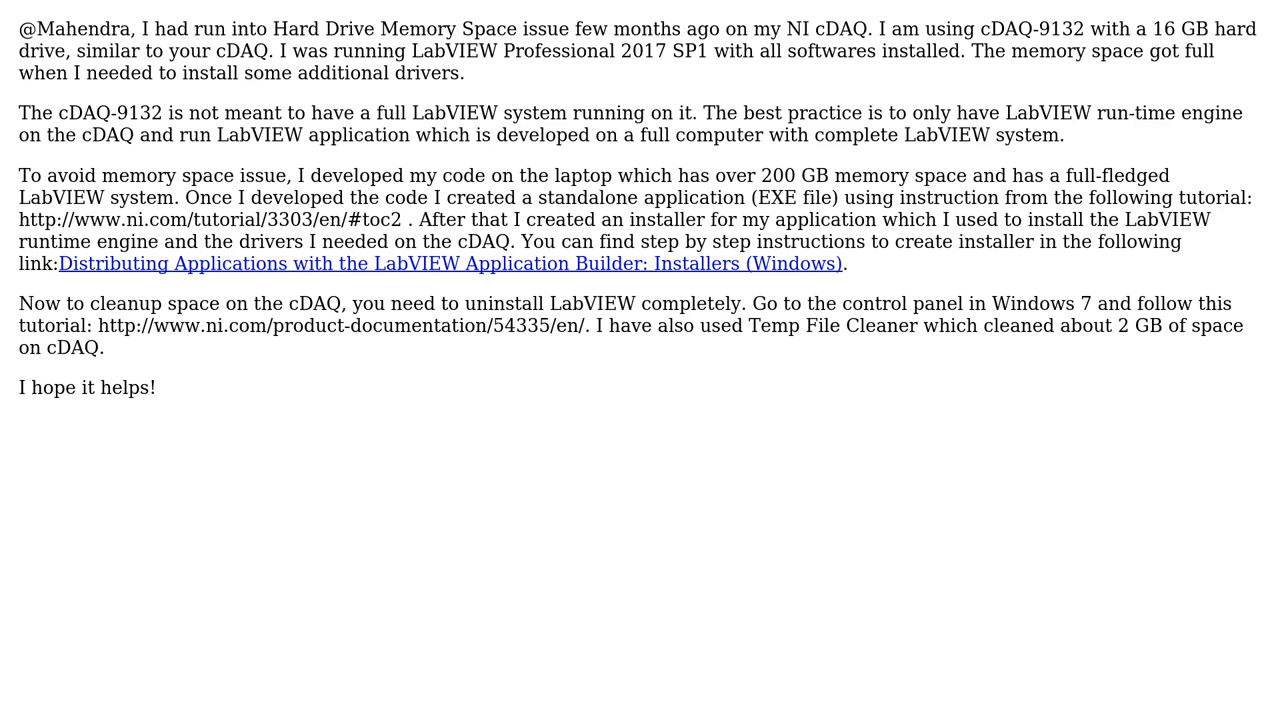 @Mahendra, I had run into Hard Drive Memory Space issue few months ago on my NI cDAQ. I am using cDAQ-9132 with a 16 GB hard
drive, similar to your cDAQ. I was running LabVIEW Professional 2017 SP1 with all softwares installed. The memory space got full
when I needed to install some additional drivers.
The cDAQ-9132 is not meant to have a full LabVIEW system running on it. The best practice is to only have LabVIEW run-time engine
on the cDAQ and run LabVIEW application which is developed on a full computer with complete LabVIEW system.
To avoid memory space issue, I developed my code on the laptop which has over 200 GB memory space and has a full-fledged
LabVIEW system. Once I developed the code I created a standalone application (EXE file) using instruction from the following tutorial:
http://www.ni.com/tutorial/3303/en/#toc2 . After that I created an installer for my application which I used to install the LabVIEW
runtime engine and the drivers I needed on the cDAQ. You can find step by step instructions to create installer in the following
link:Distributing Applications with the LabVIEW Application Builder: Installers (Windows).
Now to cleanup space on the cDAQ, you need to uninstall LabVIEW completely. Go to the control panel in Windows 7 and follow this
tutorial: http://www.ni.com/product-documentation/54335/en/. I have also used Temp File Cleaner which cleaned about 2 GB of space
on cDAQ.
I hope it helps!